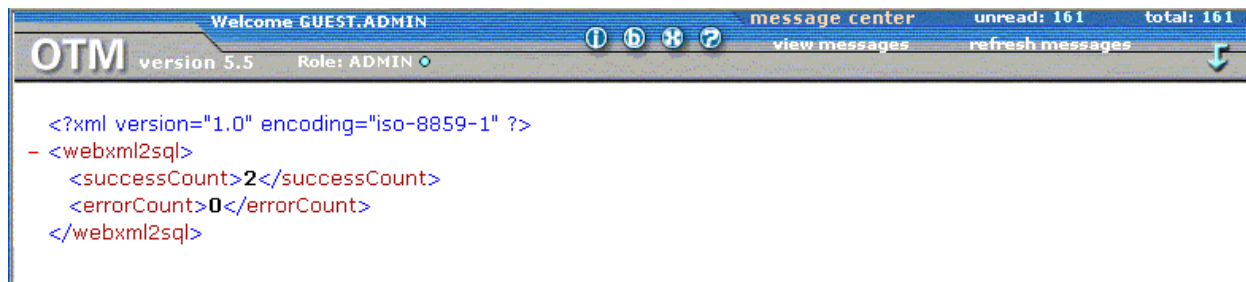 Welcome GUEST.ADMIN
message center unread: 161 total: 161
i b ?
view messages refresh messages
OTM version 5.5 Role: ADMIN
<?xml version="1.0" encoding="iso-8859-1" ?>
– <webxml2sql>
<successCount>2</successCount>
<errorCount>0</errorCount>
</webxml2sql>